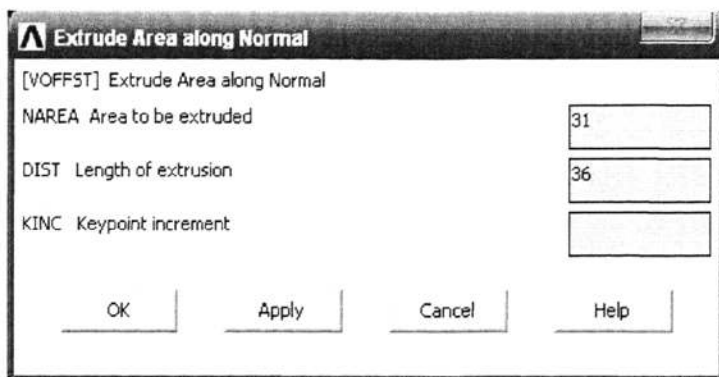 Extrude Area along Normal
[VOFFST] Extrude Area along Normal
NAREA Area to be extruded 31
DIST Length of extrusion 36
KINC Keypoint increment
OK Apply Cancel Help